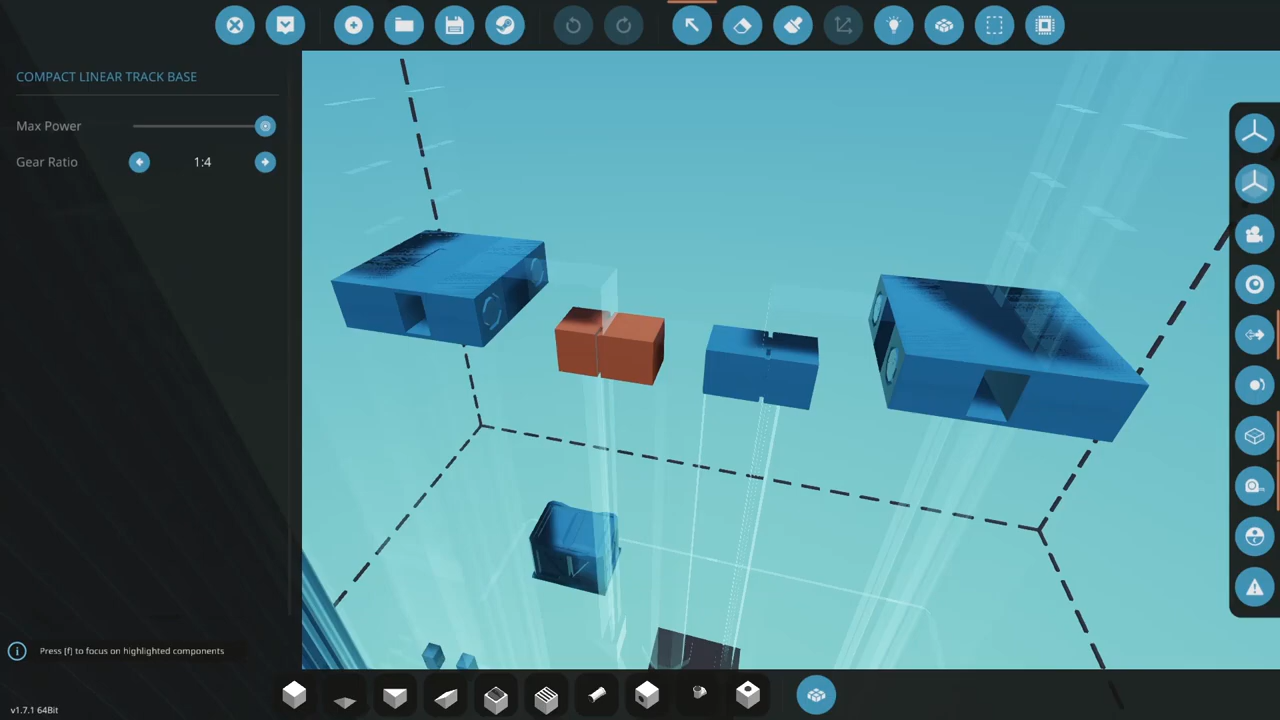 COMPACT LINEAR TRACK BASE
Max Power
Gear Ratio 1:4
Press [f] to focus on highlighted components
v1.7.1 64Bit